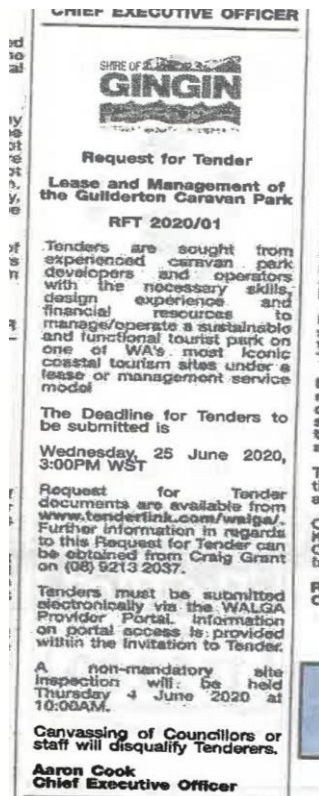 CHIEF EXECUTIVE OFFICER
SHIRE OF
GINGIN
Request for Tender
Lease and Management of
the Guilderton Caravan Park
RFT 2020/01
Tenders are sought from
experienced caravan park
developers and operators
with the necessary skills,
design experience and
financial resources to
manage/operate a sustainable
and functional tourist park on
one of WA's most iconic
coastal tourism sites under a
lease or management service
model
The Deadline for Tenders to
be submitted is
Wednesday, 25 June 2020,
3:00PM WST
Request for Tender
documents are available from
www.tenderlink.com/walga/.
Further information in regards
to this Request for Tender can
be obtained from Craig Grant
on (08) 9213 2037.
Tenders must be submitted
electronically via the WALGA
Provider Portal. Information
on portal access is provided
within the Invitation to Tender.
A non-mandatory site
inspection will be held
Thursday 4 June 2020 at
10:00AM.
Canvassing of Councillors or
staff will disqualify Tenderers.
Aaron Cook
Chief Executive Officer